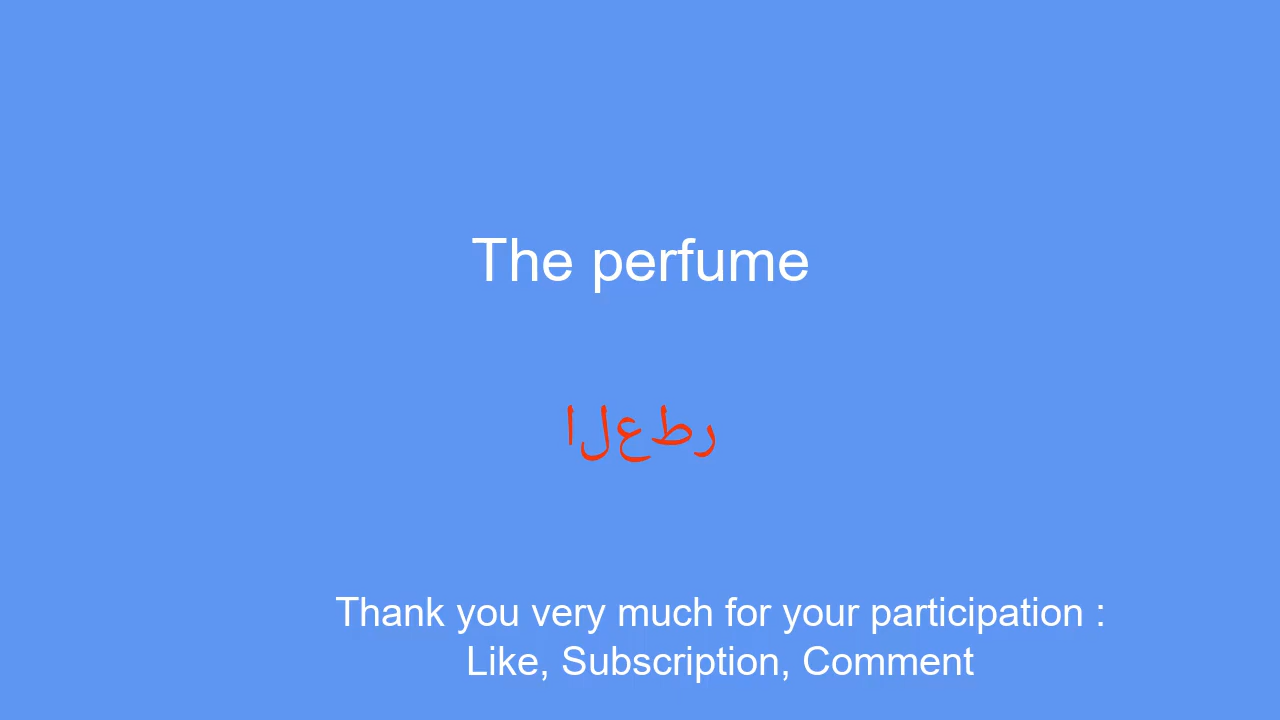 The perfume
العطر
Thank you very much for your participation :
Like, Subscription, Comment